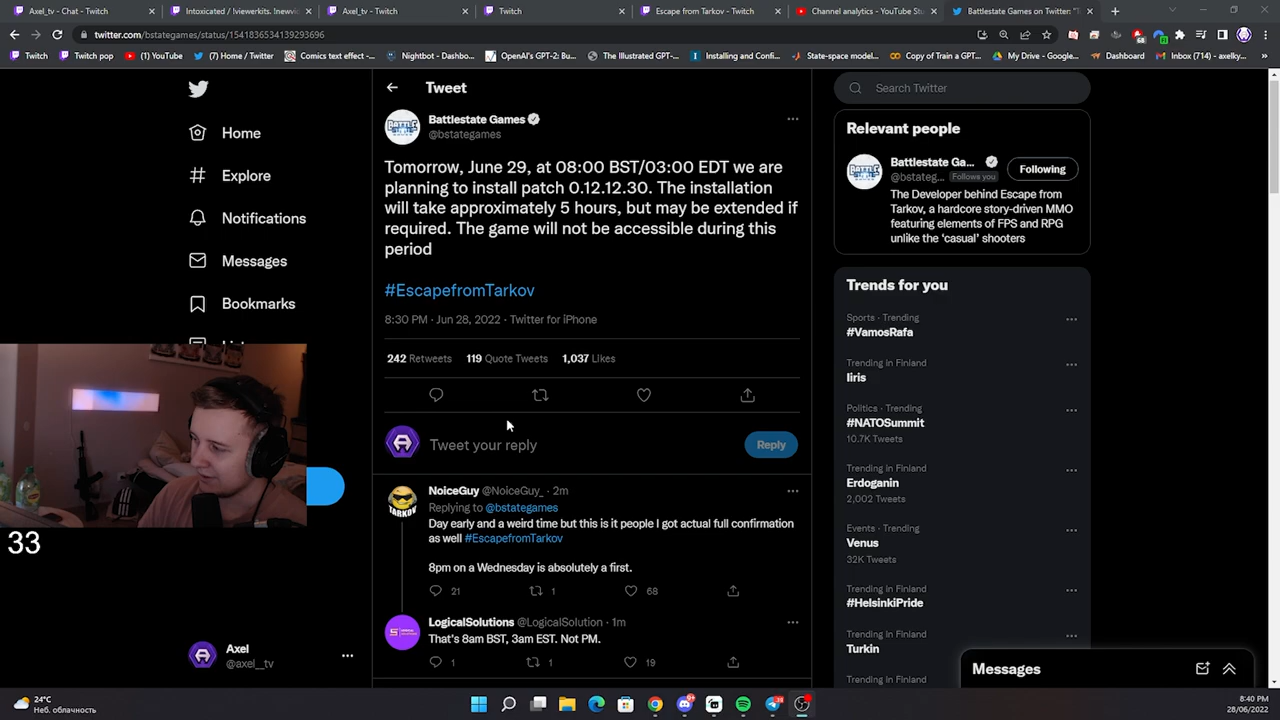 Axel_tv - Chat - Twitch
Intoxicated / !viewerkits. !newvi
Axel_tv - Twitch
Twitch
Escape from Tarkov - Twitch
Channel analytics - YouTube Stu
Battlestate Games on Twitter: "T
twitter.com/bstategames/status/1541836534139293696
Twitch
Twitch pop
(1) YouTube
(2) Home / Twitter
Comics text effect -...
Nightbot - Dashbo...
OpenAI's GPT-2 (Bu...
The Illustrated GPT-...
Installing and Confi...
State-space model...
Copy of Train a GP...
My Drive - Google...
Dashboard
Inbox (714) - axelky...
Tweet
Search Twitter
Home
Explore
Notifications
Messages
Bookmarks
Battlestate Games
@bstategames
Tomorrow, June 29, at 08:00 BST/03:00 EDT we are
planning to install patch 0.12.12.30. The installation
will take approximately 5 hours, but may be extended if
required. The game will not be accessible during this
period
#EscapefromTarkov
8:30 PM · Jun 28, 2022 · Twitter for iPhone
242 Retweets 119 Quote Tweets 1,037 Likes
Tweet your reply
Reply
NoiceGuy @NoiceGuy_ · 2m
Replying to @bstategames
Day early and a weird time but this is it people I got actual full confirmation
as well #EscapefromTarkov
8pm on a Wednesday is absolutely a first.
21 1 68
LogicalSolutions @LogicalSolution · 1m
That's 8am BST, 3am EST. Not PM.
1 1 19
Relevant people
Battlestate Ga...
@bstateg... Follows you
Following
The Developer behind Escape from
Tarkov, a hardcore story-driven MMO
featuring elements of FPS and RPG
unlike the 'casual' shooters
Trends for you
Sports · Trending
#VamosRafa
Trending in Finland
Iiris
Politics · Trending
#NATOSummit
10.7K Tweets
Trending in Finland
Erdoganin
2,002 Tweets
Events · Trending
Venus
32K Tweets
Trending in Finland
#HelsinkiPride
Trending in Finland
Turkin
Messages
33
Axel
@axel__tv
24°C
Неб. облачность
8:40 PM
28/06/2022